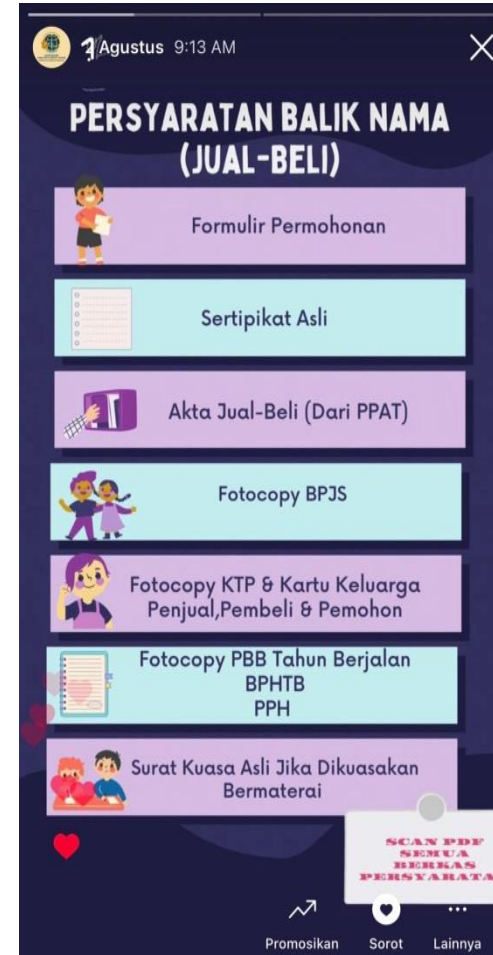 Agustus 9:13 AM
PERSYARATAN BALIK NAMA
(JUAL-BELI)
Formulir Permohonan
Sertipikat Asli
Akta Jual-Beli (Dari PPAT)
Fotocopy BPJS
Fotocopy KTP & Kartu Keluarga
Penjual,Pembeli & Pemohon
Fotocopy PBB Tahun Berjalan
BPHTB
PPH
Surat Kuasa Asli Jika Dikuasakan
Bermaterai
SCAN PDF
SEMUA
BERKAS
PERSYARATA
Promosikan Sorot Lainnya